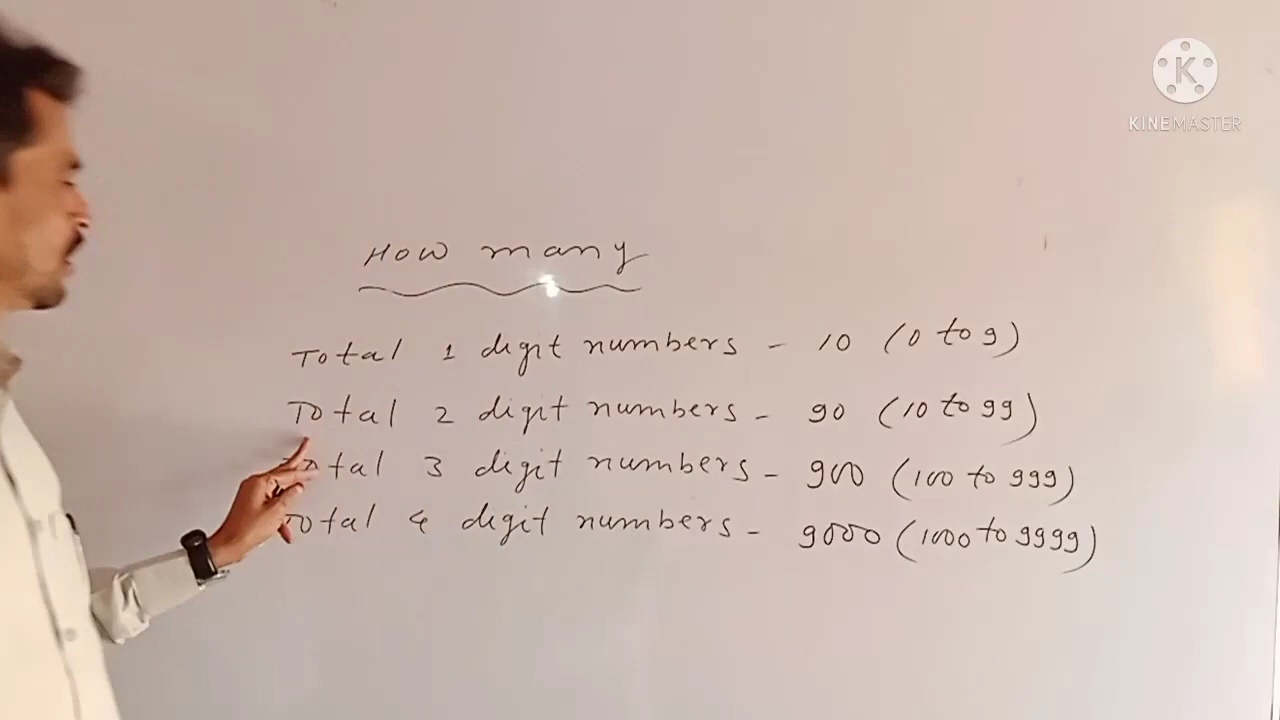 KINEMASTER
How many
Total 1 digit numbers - 10 (0 to 9)
Total 2 digit numbers - 90 (10 to 99)
Total 3 digit numbers - 900 (100 to 999)
Total 4 digit numbers - 9000 (1000 to 9999)